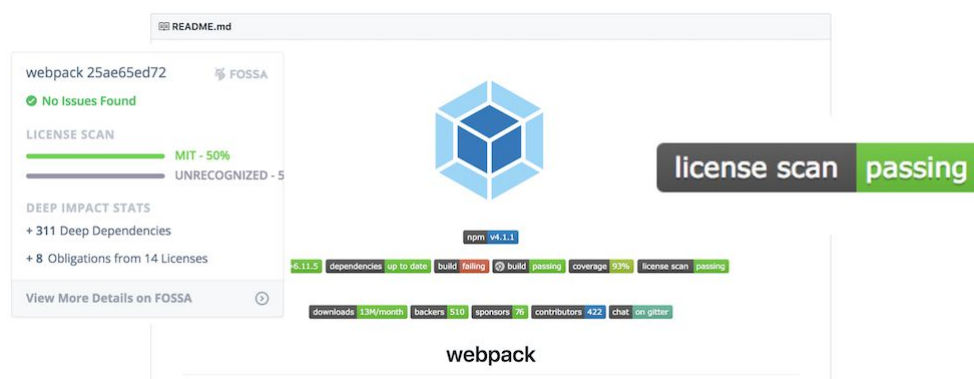 README.md
webpack 25ae65ed72 FOSSA
No Issues Found
LICENSE SCAN
MIT - 50%
UNRECOGNIZED - 5
DEEP IMPACT STATS
+ 311 Deep Dependencies
+ 8 Obligations from 14 Licenses
View More Details on FOSSA
license scan passing
npm v4.1.1
6.11.5 dependencies up to date build failing build passing coverage 93% license scan passing
downloads 13M/month backers 510 sponsors 76 contributors 422 chat on gitter
webpack